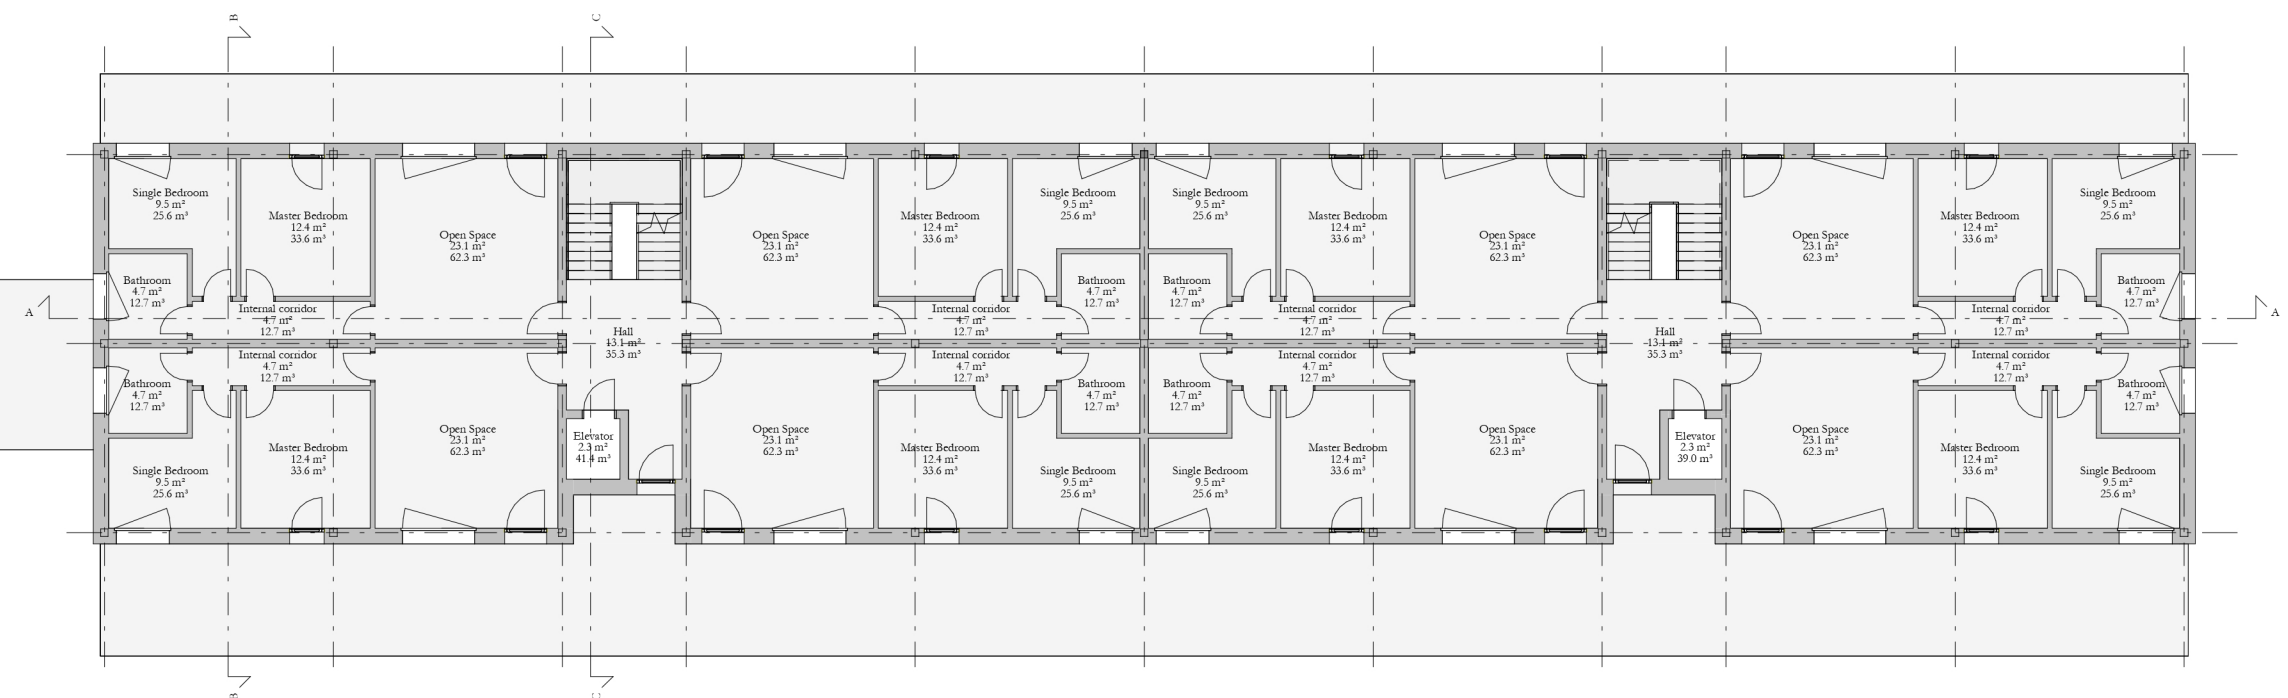 B
C
Single Bedroom
9.5 m²
25.6 m³
Master Bedroom
12.4 m²
33.6 m³
Open Space
23.1 m²
62.3 m³
Open Space
23.1 m²
62.3 m³
Master Bedroom
12.4 m²
33.6 m³
Single Bedroom
9.5 m²
25.6 m³
Single Bedroom
9.5 m²
25.6 m³
Master Bedroom
12.4 m²
33.6 m³
Open Space
23.1 m²
62.3 m³
Open Space
23.1 m²
62.3 m³
Master Bedroom
12.4 m²
33.6 m³
Single Bedroom
9.5 m²
25.6 m³
Bathroom
4.7 m²
12.7 m³
Bathroom
4.7 m²
12.7 m³
Bathroom
4.7 m²
12.7 m³
Bathroom
4.7 m²
12.7 m³
A
Internal corridor
4.7 m²
12.7 m³
Internal corridor
4.7 m²
12.7 m³
Internal corridor
4.7 m²
12.7 m³
Internal corridor
4.7 m²
12.7 m³
A
Hall
13.1 m²
35.3 m³
Hall
13.1 m²
35.3 m³
Internal corridor
4.7 m²
12.7 m³
Internal corridor
4.7 m²
12.7 m³
Internal corridor
4.7 m²
12.7 m³
Internal corridor
4.7 m²
12.7 m³
Bathroom
4.7 m²
12.7 m³
Bathroom
4.7 m²
12.7 m³
Bathroom
4.7 m²
12.7 m³
Bathroom
4.7 m²
12.7 m³
Single Bedroom
9.5 m²
25.6 m³
Master Bedroom
12.4 m²
33.6 m³
Open Space
23.1 m²
62.3 m³
Elevator
2.3 m²
41.4 m³
Open Space
23.1 m²
62.3 m³
Master Bedroom
12.4 m²
33.6 m³
Single Bedroom
9.5 m²
25.6 m³
Single Bedroom
9.5 m²
25.6 m³
Master Bedroom
12.4 m²
33.6 m³
Open Space
23.1 m²
62.3 m³
Elevator
2.3 m²
39.0 m³
Open Space
23.1 m²
62.3 m³
Master Bedroom
12.4 m²
33.6 m³
Single Bedroom
9.5 m²
25.6 m³
B
C